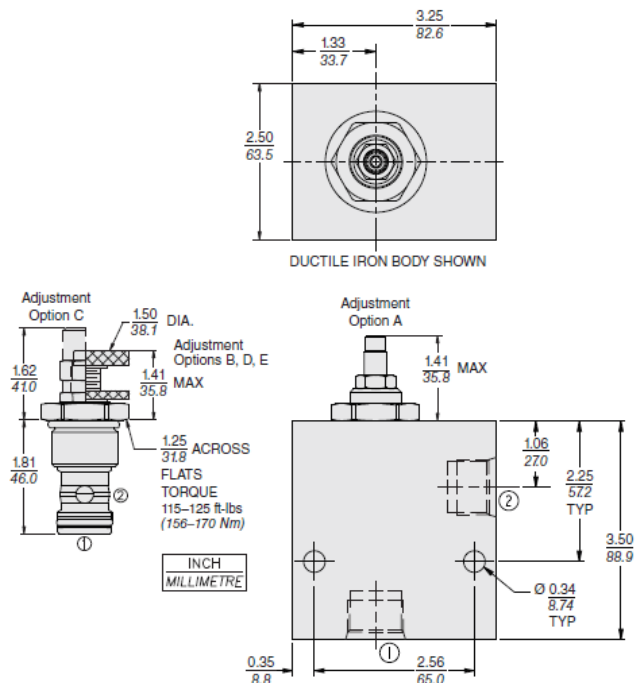 3.25
82.6
1.33
33.7
2.50
63.5
DUCTILE IRON BODY SHOWN
Adjustment
Option C
1.50 DIA.
38.1
Adjustment
Options B, D, E
1.62
41.0
1.41 MAX
35.8
1.25 ACROSS
31.8
FLATS
TORQUE
115–125 ft-lbs
(156–170 Nm)
1.81
46.0
②
①
INCH
MILLIMETRE
Adjustment
Option A
1.41 MAX
35.8
1.06
27.0
②
2.25
57.2
TYP
3.50
88.9
Ø 0.34
8.74
TYP
①
0.35
8.8
2.56
65.0